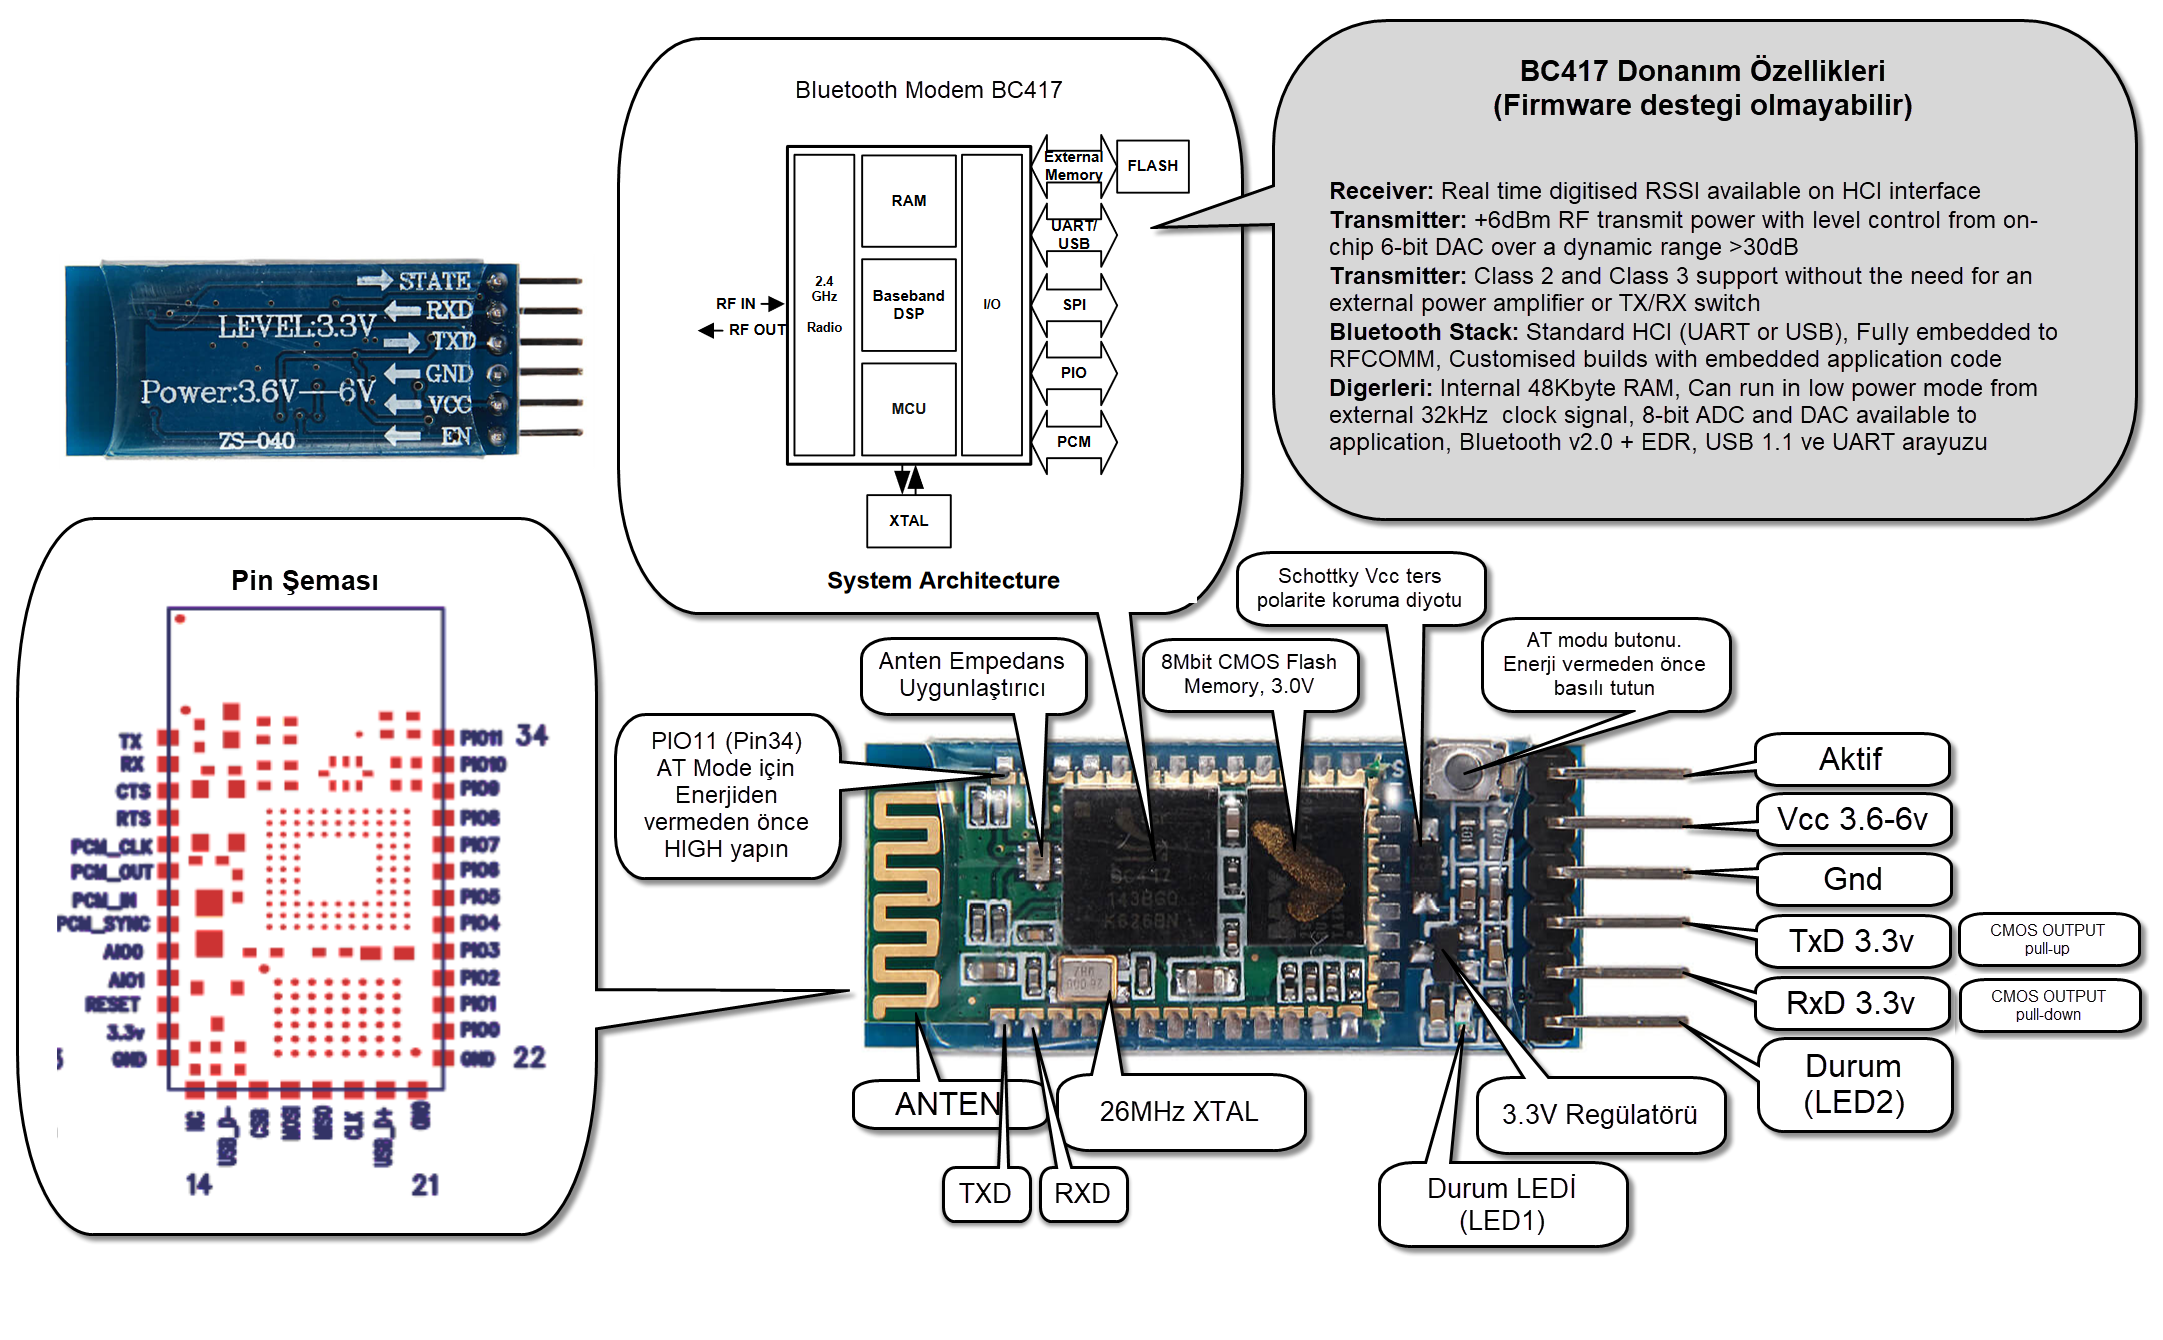 BC417 Donanım Özellikleri
(Firmware destegi olmayabilir)
Receiver: Real time digitised RSSI available on HCI interface
Transmitter: +6dBm RF transmit power with level control from on-
chip 6-bit DAC over a dynamic range >30dB
Transmitter: Class 2 and Class 3 support without the need for an
external power amplifier or TX/RX switch
Bluetooth Stack: Standard HCI (UART or USB), Fully embedded to
RFCOMM, Customised builds with embedded application code
Digerleri: Internal 48Kbyte RAM, Can run in low power mode from
external 32kHz clock signal, 8-bit ADC and DAC available to
application, Bluetooth v2.0 + EDR, USB 1.1 ve UART arayuzu
Bluetooth Modem BC417
External
Memory
FLASH
RAM
UART/
USB
2.4
GHz
Radio
Baseband
DSP
I/O
SPI
RF IN
RF OUT
PIO
MCU
PCM
XTAL
System Architecture
STATE
RXD
LEVEL:3.3V
TXD
GND
Power:3.6V—6V
VCC
EN
ZS-040
Pin Şeması
TX
RX
CTS
RTS
PCM_CLK
PCM_OUT
PCM_IN
PCM_SYNC
AIO0
AIO1
RESET
3.3v
GND
PIO11 34
PIO10
PIO9
PIO8
PIO7
PIO6
PIO5
PIO4
PIO3
PIO2
PIO1
PIO0
GND 22
NC
USB_D-
CSB
MOSI
MISO
CLK
USB_D+
GND
14
21
Schottky Vcc ters
polarite koruma diyotu
AT modu butonu.
Enerji vermeden önce
basılı tutun
Anten Empedans
Uygunlaştırıcı
8Mbit CMOS Flash
Memory, 3.0V
PIO11 (Pin34)
AT Mode için
Enerjiden
vermeden önce
HIGH yapın
BC417
143BGQ
K626BN
Aktif
Vcc 3.6-6v
Gnd
TxD 3.3v
CMOS OUTPUT
pull-up
RxD 3.3v
CMOS OUTPUT
pull-down
Durum
(LED2)
ANTEN
26MHz XTAL
3.3V Regülatörü
TXD
RXD
Durum LEDİ
(LED1)